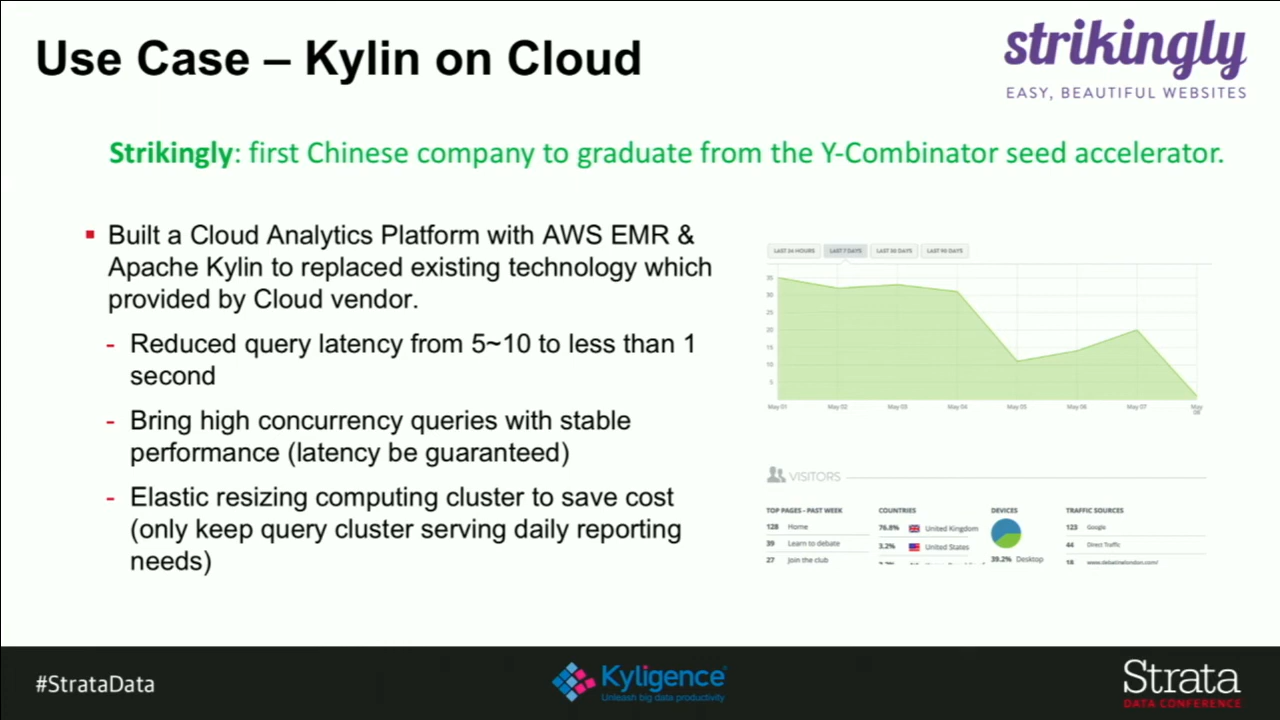 Use Case – Kylin on Cloud
strikingly
EASY, BEAUTIFUL WEBSITES
Strikingly: first Chinese company to graduate from the Y-Combinator seed accelerator.
Built a Cloud Analytics Platform with AWS EMR &
Apache Kylin to replaced existing technology which
provided by Cloud vendor.
- Reduced query latency from 5~10 to less than 1
second
- Bring high concurrency queries with stable
performance (latency be guaranteed)
- Elastic resizing computing cluster to save cost
(only keep query cluster serving daily reporting
needs)
LAST 24 HOURS LAST 7 DAYS LAST 30 DAYS LAST 90 DAYS
35
30
25
20
15
10
5
May 01 May 02 May 03 May 04 May 05 May 06 May 07 May
08
VISITORS
TOP PAGES - PAST WEEK COUNTRIES DEVICES TRAFFIC SOURCES
128 Home 76.8% United Kingdom 123 Google
39 Learn to debate 3.2% United States 44 Direct Traffic
27 Join the club 39.2% Desktop 18 www.debatinglondon.com/
#StrataData
Kyligence
Unleash big data productivity
Strata
DATA CONFERENCE